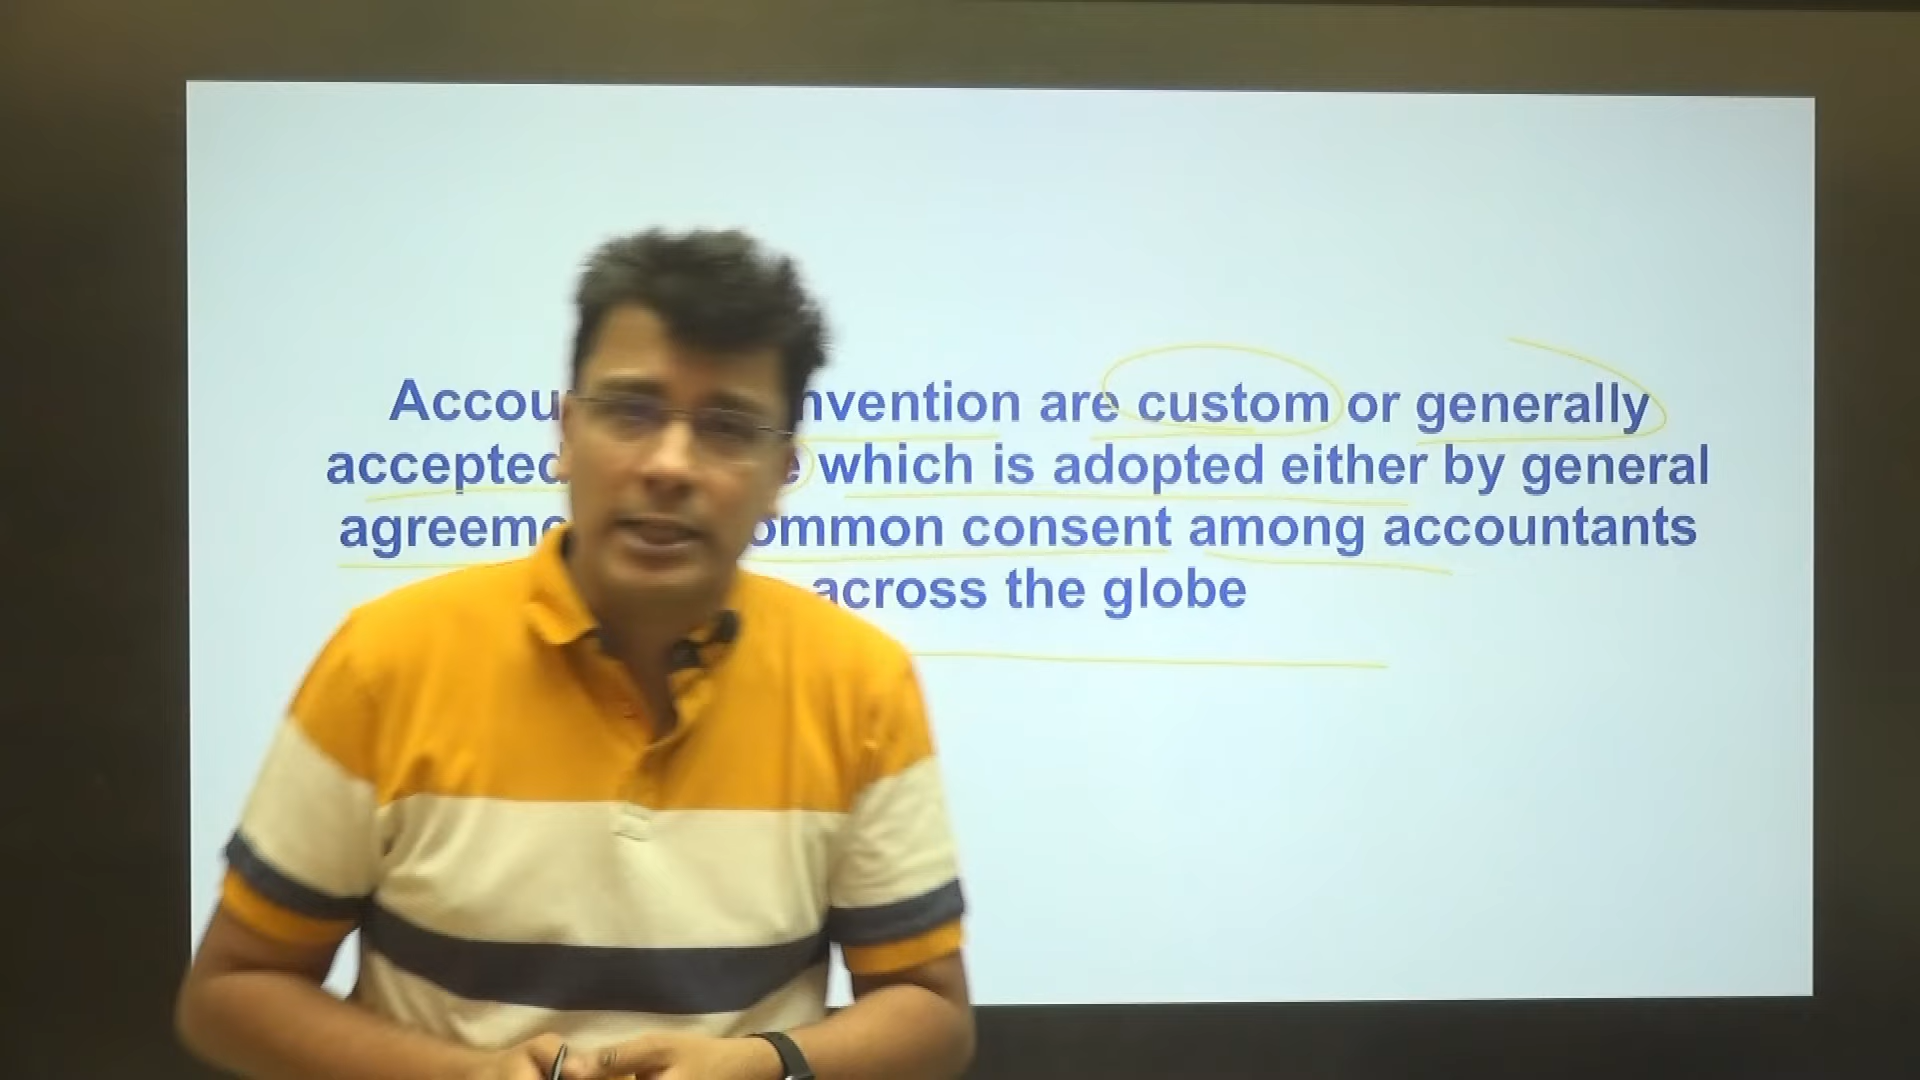 Accou nvention are custom or generally
accepted e which is adopted either by general
agreeme ommon consent among accountants
across the globe